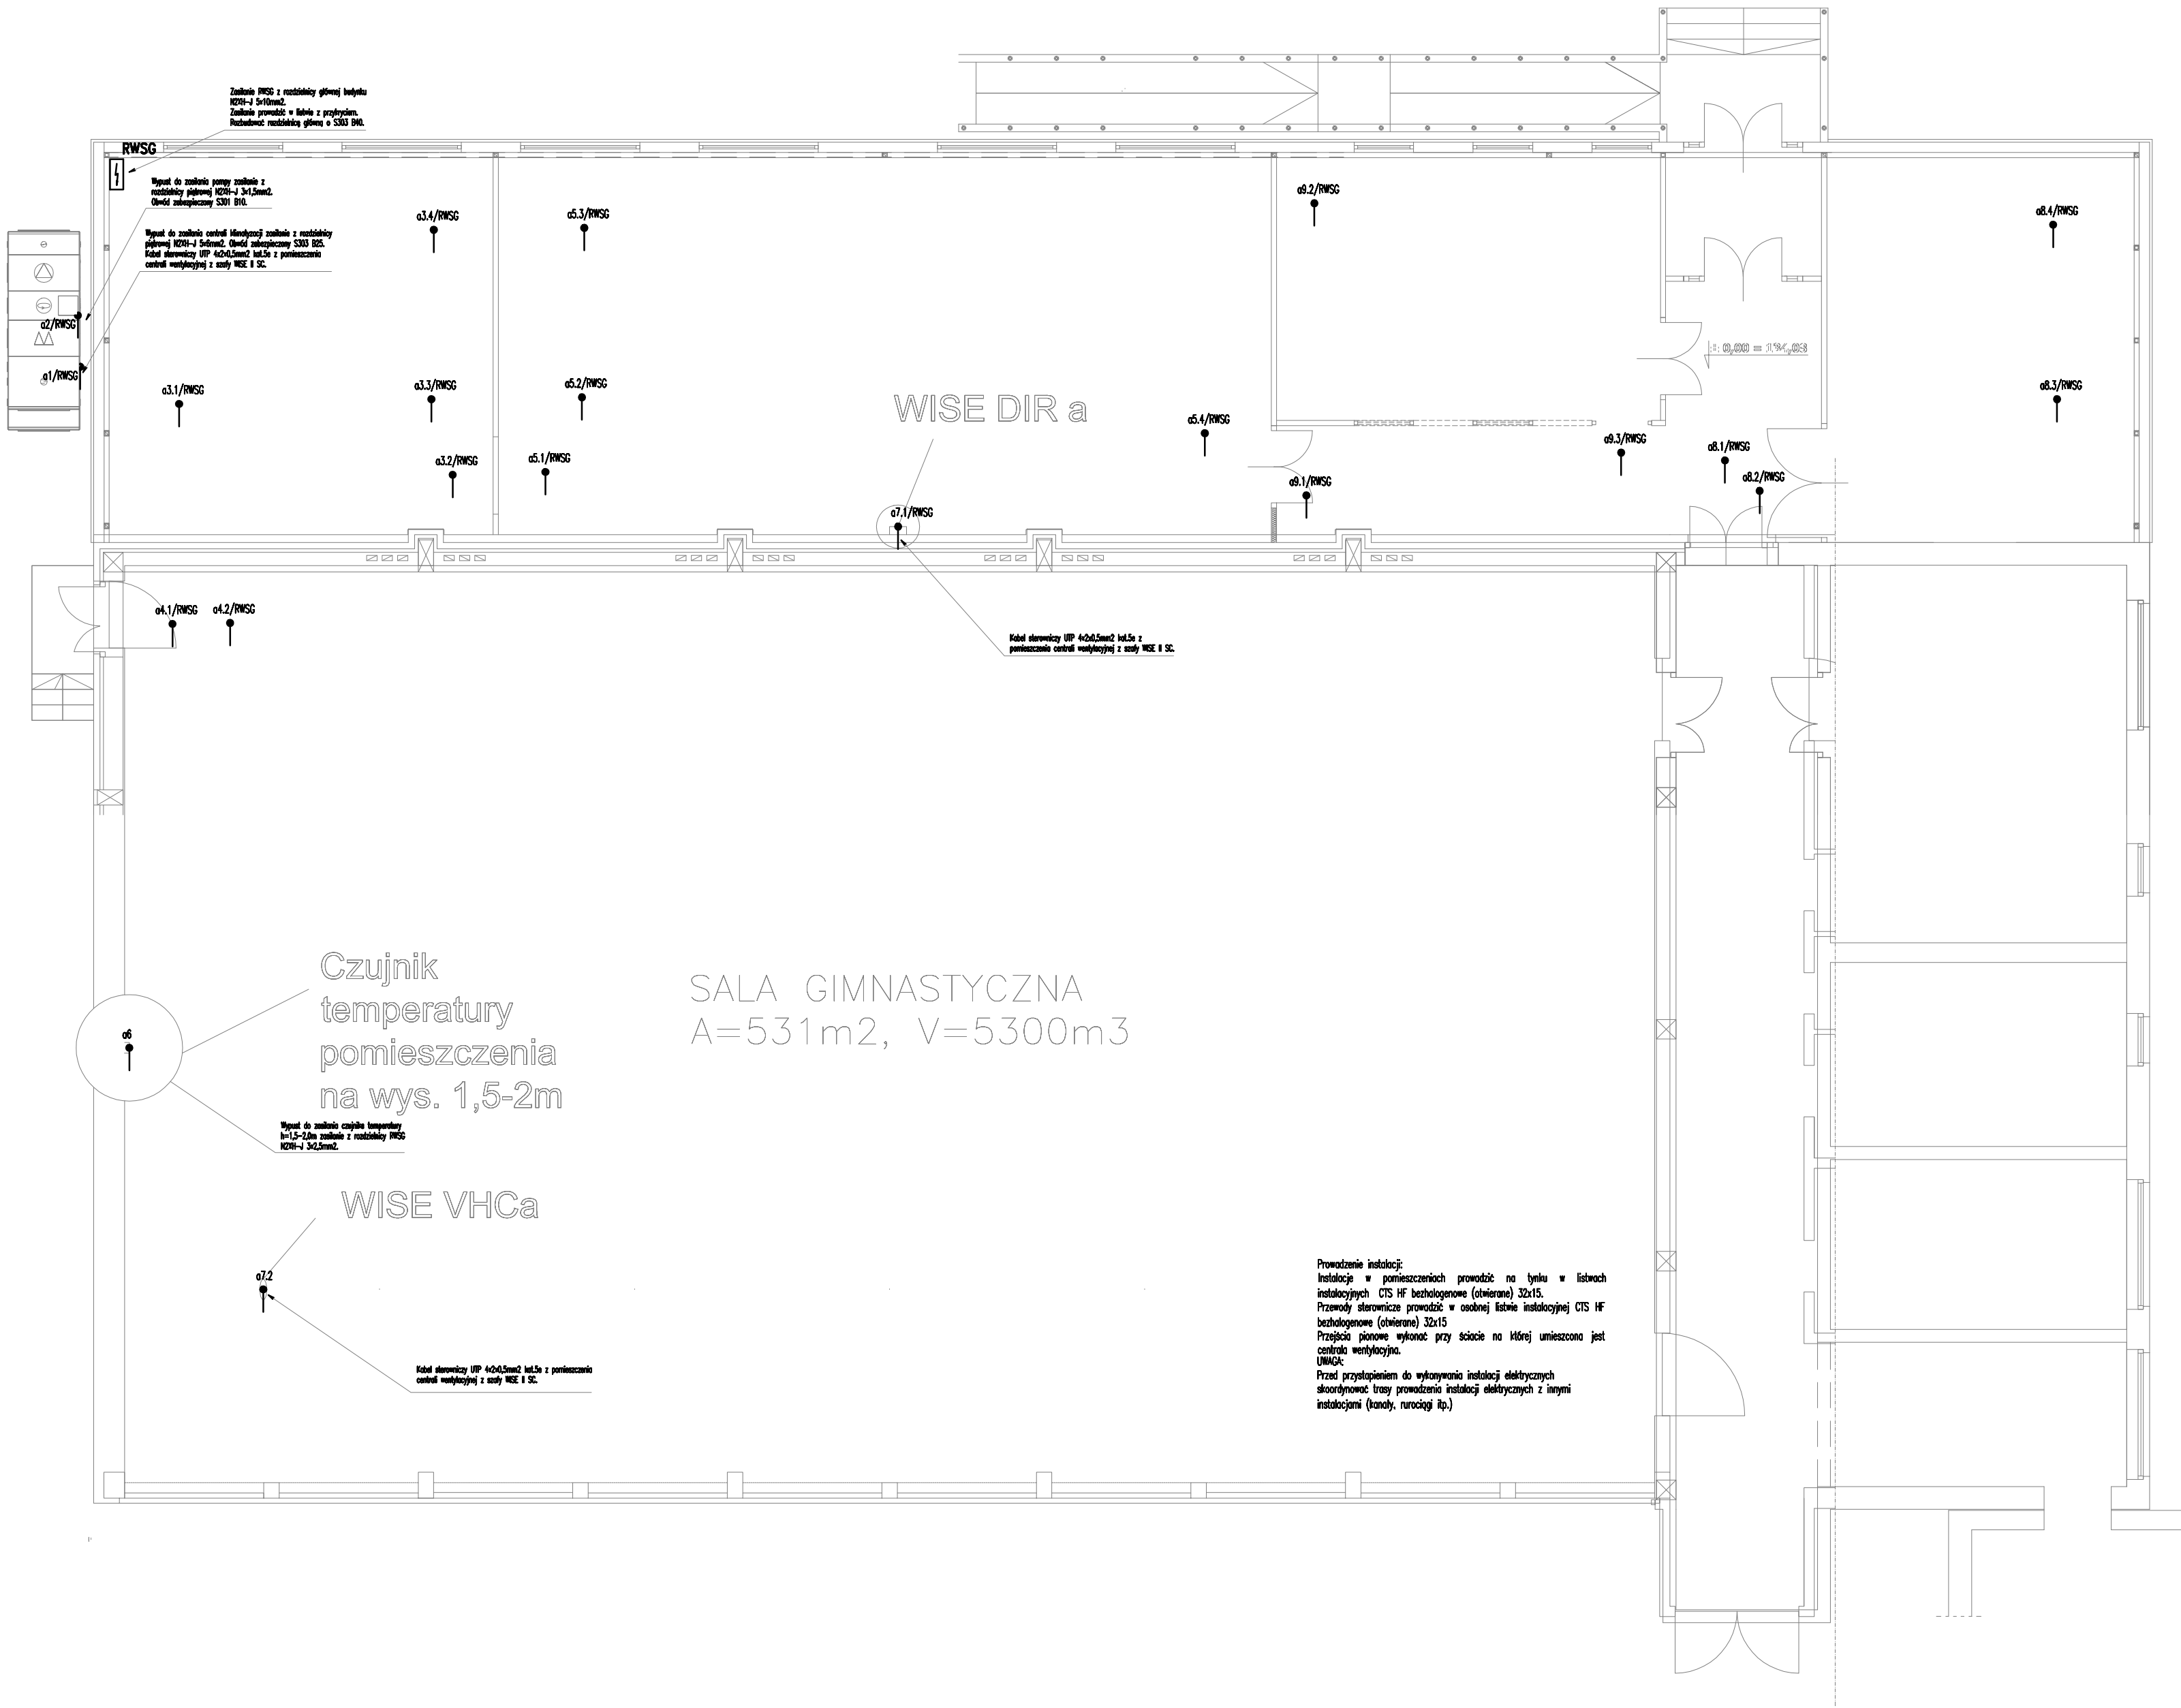 Zasilanie RWSG z rozdzielnicy głównej budynku
N2XH-J 5x10mm2.
Zasilanie prowadzić w listwie z przykryciem.
Rozbudować rozdzielnicę główną o S303 B40.
RWSG
Wypust do zasilania pompy zasilanie z
rozdzielnicy piętrowej N2XH-J 3x1,5mm2.
Obwód zabezpieczony S301 B10.
Wypust do zasilania centrali klimatyzacji zasilanie z rozdzielnicy
piętrowej N2XH-J 5x6mm2. Obwód zabezpieczony S303 B25.
Kabel sterowniczy UTP 4x2x0,5mm2 kat.5e z pomieszczenia
centrali wentylacyjnej z szafy WISE II SC.
a9.2/RWSG
a3.4/RWSG
a5.3/RWSG
a8.4/RWSG
a2/RWSG
0,00 = 174,03
a1/RWSG
a3.1/RWSG
a3.3/RWSG
a5.2/RWSG
a8.3/RWSG
WISE DIR a
a5.4/RWSG
a9.3/RWSG
a8.1/RWSG
a3.2/RWSG
a5.1/RWSG
a8.2/RWSG
a9.1/RWSG
a7.1/RWSG
a4.1/RWSG
a4.2/RWSG
Kabel sterowniczy UTP 4x2x0,5mm2 kat.5e z
pomieszczenia centrali wentylacyjnej z szafy WISE II SC.
Czujnik
temperatury
pomieszczenia
na wys. 1,5-2m
SALA GIMNASTYCZNA
A=531m2, V=5300m3
a6
Wypust do zasilania czujnika temperatury
h=1,5-2,0m zasilanie z rozdzielnicy RWSG
N2XH-J 3x2,5mm2.
WISE VHCa
a7.2
Kabel sterowniczy UTP 4x2x0,5mm2 kat.5e z pomieszczenia
centrali wentylacyjnej z szafy WISE II SC.
Prowadzenie instalacji:
Instalacje w pomieszczeniach prowadzić na tynku w listwach
instalacyjnych CTS HF bezhalogenowe (otwierane) 32x15.
Przewody sterownicze prowadzić w osobnej listwie instalacyjnej CTS HF
bezhalogenowe (otwierane) 32x15
Przejścia pionowe wykonać przy ściacie na której umieszcona jest
centrala wentylacyjna.
UWAGA:
Przed przystąpieniem do wykonywania instalacji elektrycznych
skoordynować trasy prowadzenia instalacji elektrycznych z innymi
instalacjami (kanały, rurociągi itp.)